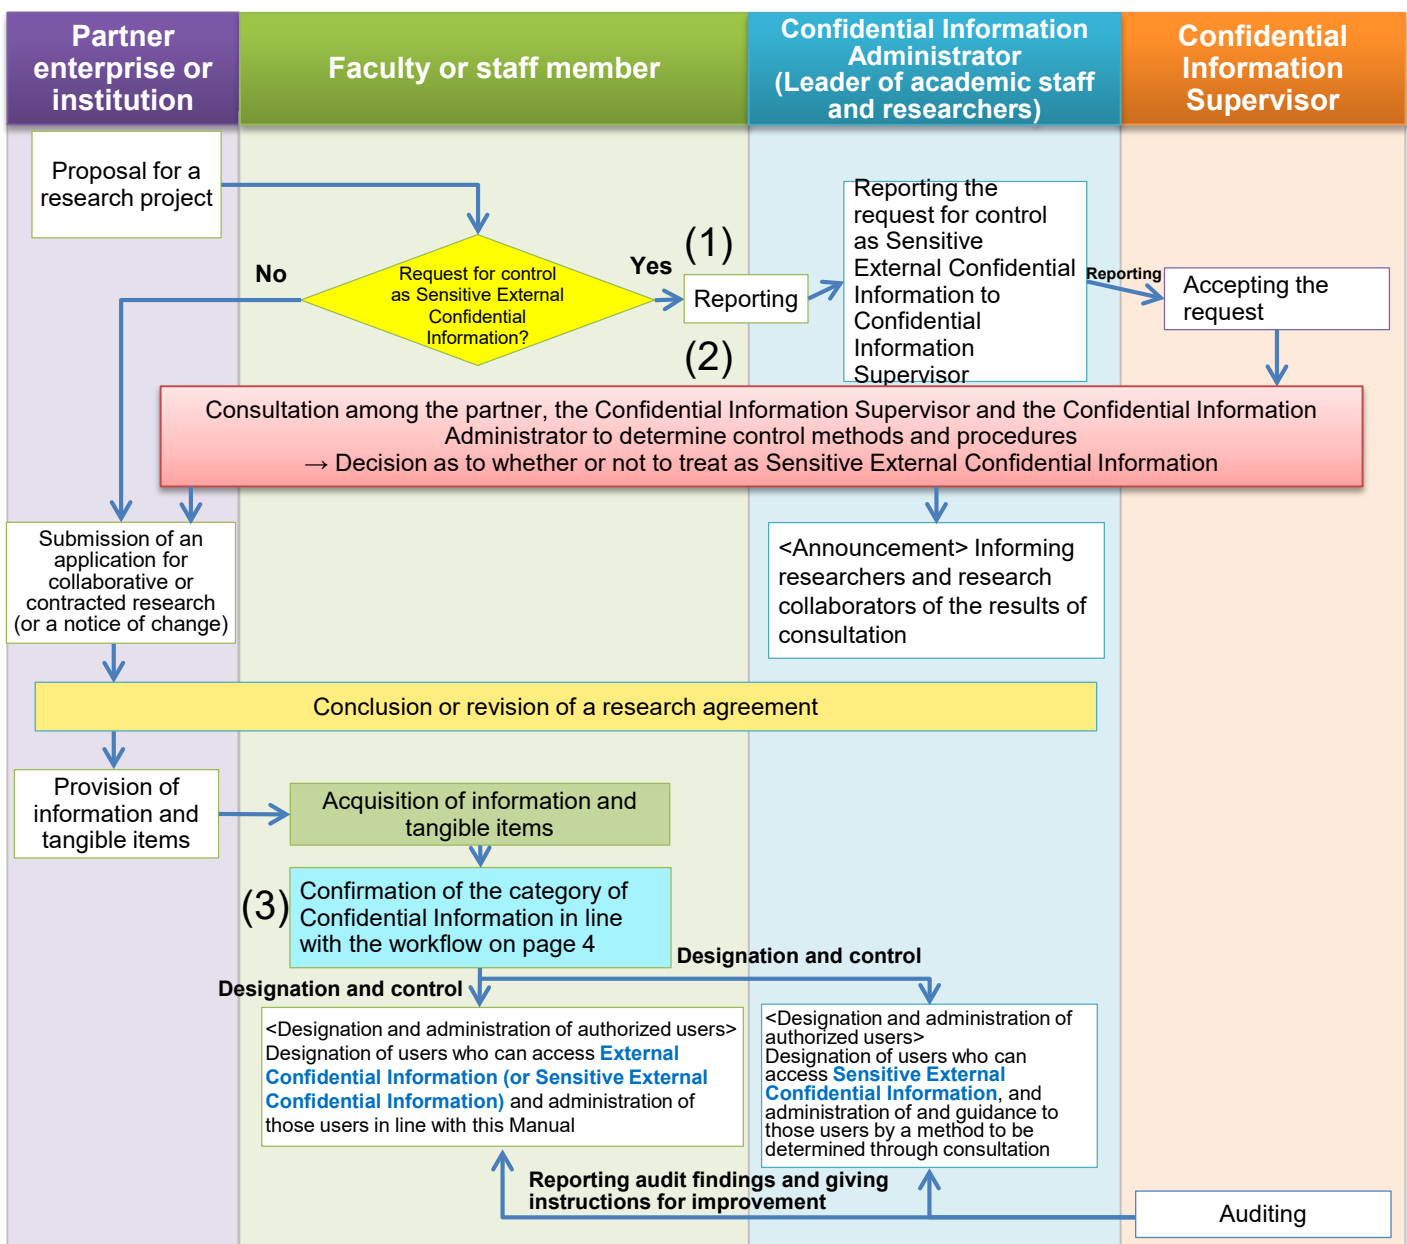 Partner
enterprise or
institution
Faculty or staff member
Confidential Information
Administrator
(Leader of academic staff
and researchers)
Confidential
Information
Supervisor
Proposal for a
research project
No
Request for control
as Sensitive External
Confidential
Information?
Yes
(1)
Reporting
(2)
Reporting the
request for control
as Sensitive
External Confidential
Information to
Confidential
Information
Supervisor
Reporting
Accepting the
request
Consultation among the partner, the Confidential Information Supervisor and the Confidential Information
Administrator to determine control methods and procedures
→ Decision as to whether or not to treat as Sensitive External Confidential Information
Submission of an
application for
collaborative or
contracted research
(or a notice of change)
<Announcement> Informing
researchers and research
collaborators of the results of
consultation
Conclusion or revision of a research agreement
Provision of
information and
tangible items
Acquisition of information and
tangible items
(3)
Confirmation of the category of
Confidential Information in line
with the workflow on page 4
Designation and control
Designation and control
<Designation and administration of authorized users>
Designation of users who can access External
Confidential Information (or Sensitive External
Confidential Information) and administration of
those users in line with this Manual
<Designation and administration of
authorized users>
Designation of users who can
access Sensitive External
Confidential Information, and
administration of and guidance to
those users by a method to be
determined through consultation
Reporting audit findings and giving
instructions for improvement
Auditing